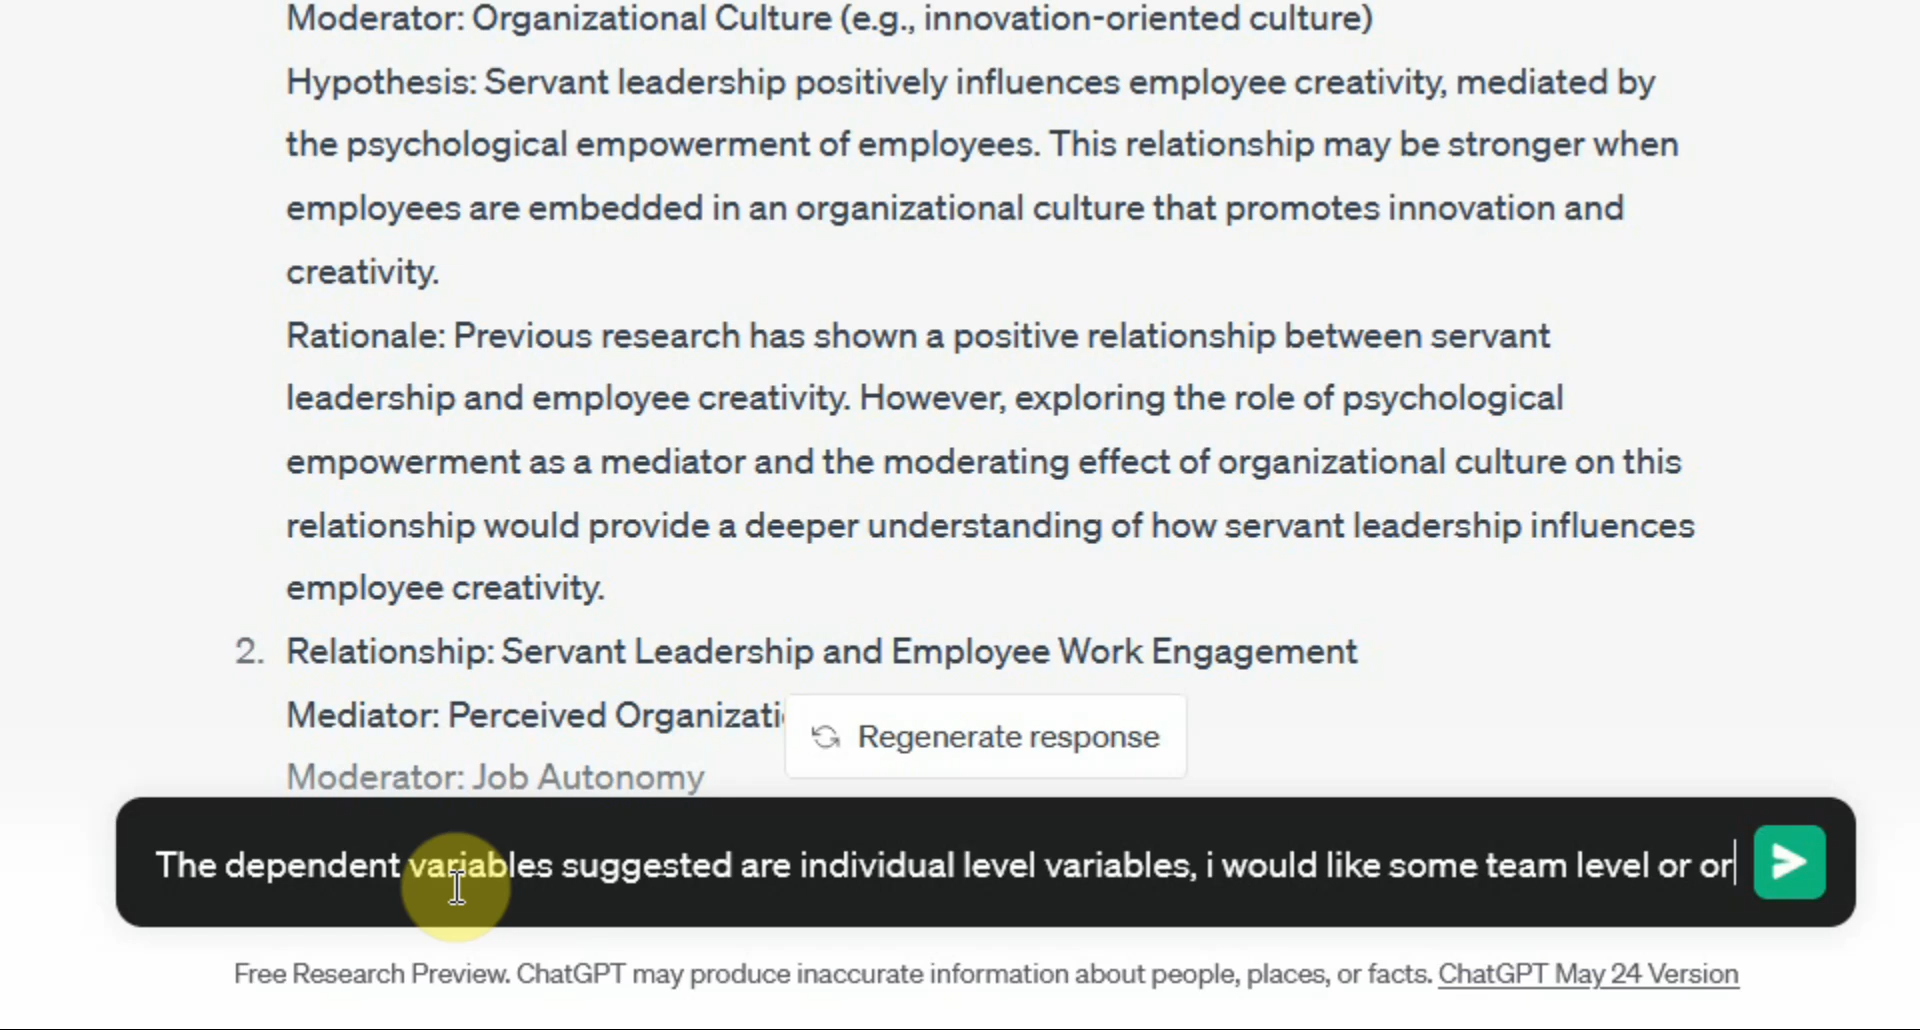 Moderator: Organizational Culture (e.g., innovation-oriented culture)
Hypothesis: Servant leadership positively influences employee creativity, mediated by
the psychological empowerment of employees. This relationship may be stronger when
employees are embedded in an organizational culture that promotes innovation and
creativity.
Rationale: Previous research has shown a positive relationship between servant
leadership and employee creativity. However, exploring the role of psychological
empowerment as a mediator and the moderating effect of organizational culture on this
relationship would provide a deeper understanding of how servant leadership influences
employee creativity.
2. Relationship: Servant Leadership and Employee Work Engagement
Mediator: Perceived Organizati
Regenerate response
Moderator: Job Autonomy
The dependent variables suggested are individual level variables, i would like some team level or or
Free Research Preview. ChatGPT may produce inaccurate information about people, places, or facts. ChatGPT May 24 Version